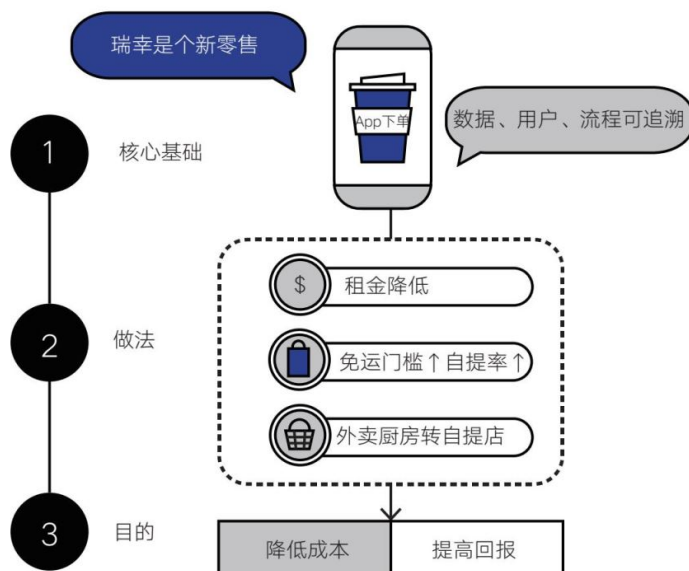 瑞幸是个新零售
App下单
数据、用户、流程可追溯
1
核心基础
$
租金降低
2
做法
免运门槛↑自提率↑
外卖厨房转自提店
3
目的
降低成本
提高回报